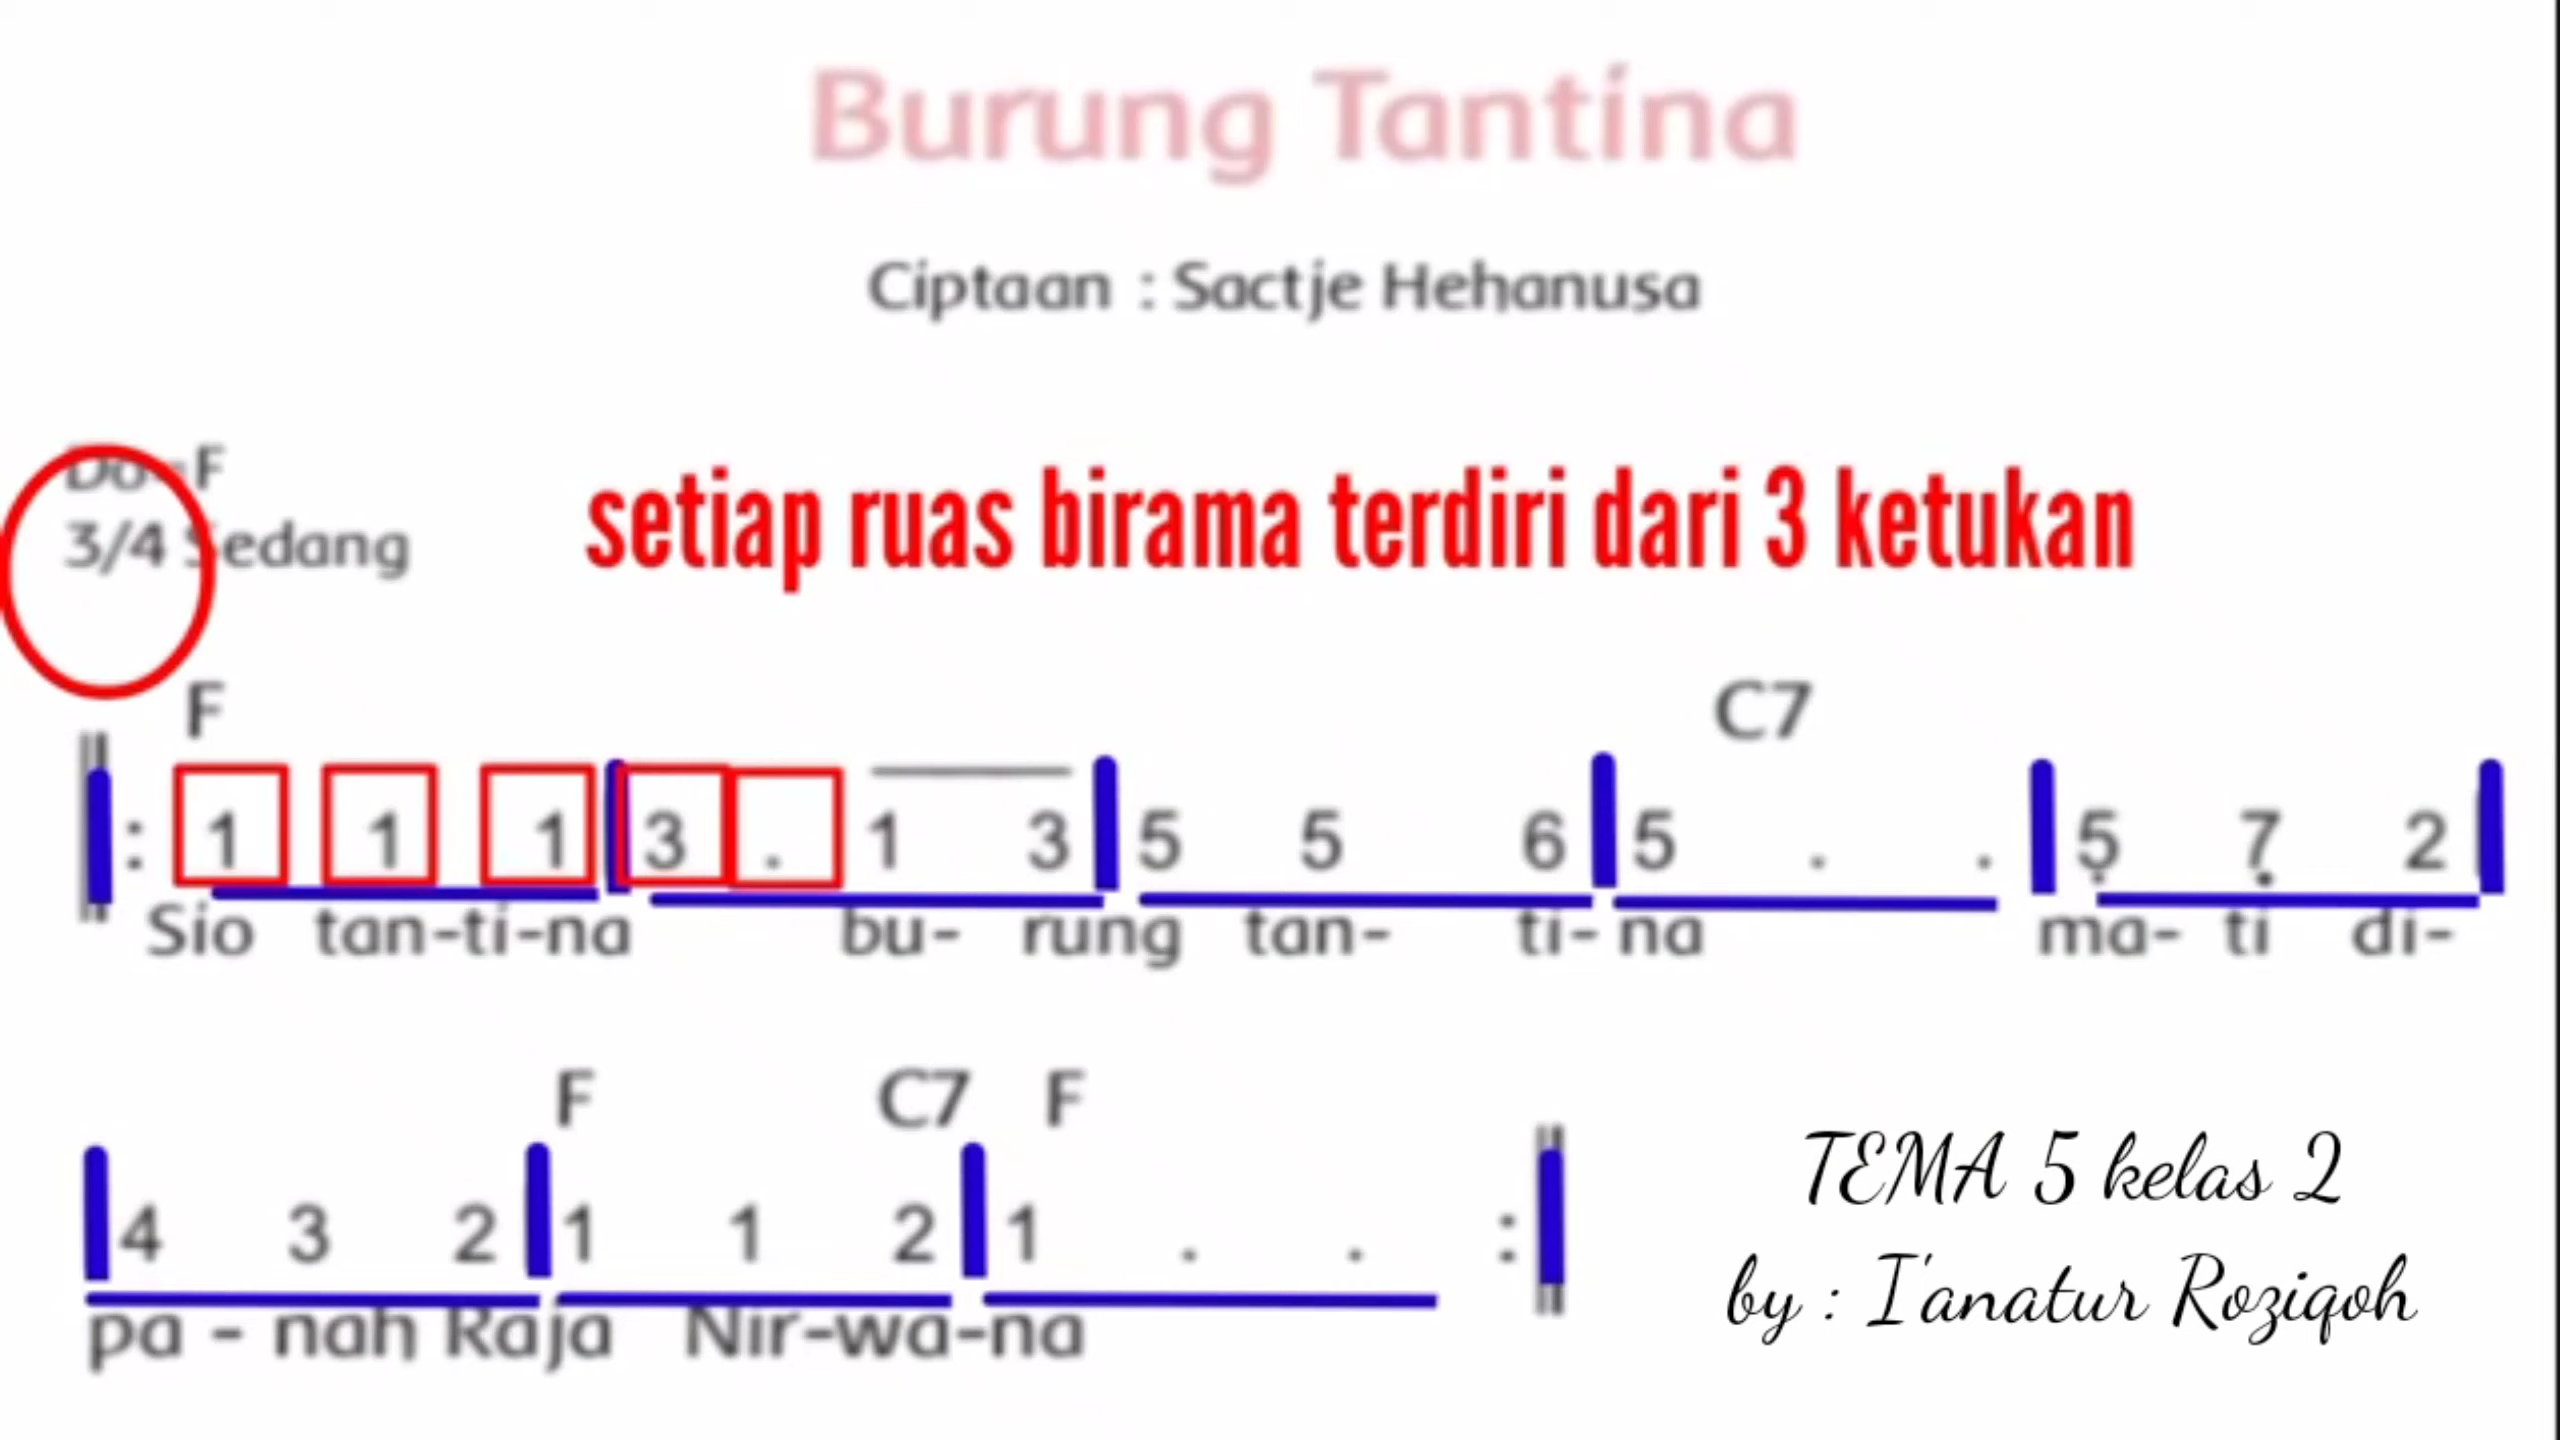 Burung Tantina
Ciptaan : Sactje Hehanusa
Do=F
3/4 Sedang
setiap ruas birama terdiri dari 3 ketukan
F C7
: 1 1 1 3 . 1 3 5 5 6 5 . . 5̣ 7̣ 2
Sio tan-ti-na bu- rung tan- ti- na ma- ti di-
F C7 F
4 3 2 1 1 2 1 . . :
pa - nah Raja Nir-wa-na
TEMA 5 kelas 2
by : I'anatur Roziqoh